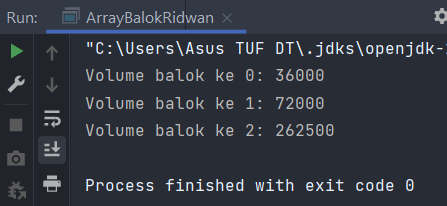 Run: ArrayBalokRidwan
"C:\Users\Asus TUF DT\.jdks\openjdk-
Volume balok ke 0: 36000
Volume balok ke 1: 72000
Volume balok ke 2: 262500
Process finished with exit code 0